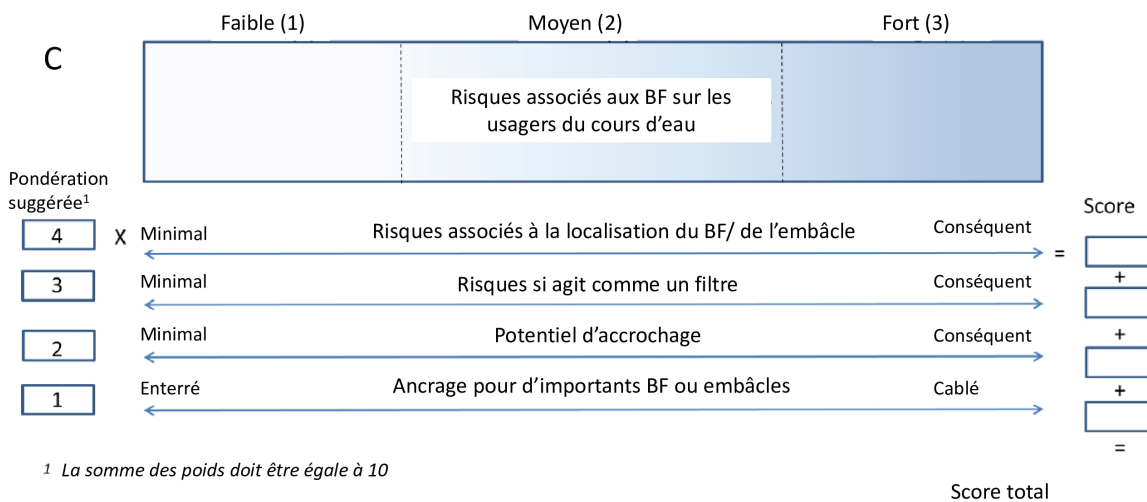 Faible (1) Moyen (2) Fort (3)
C
Risques associés aux BF sur les
usagers du cours d'eau
Pondération
suggérée¹
Score
4 X Minimal Risques associés à la localisation du BF/ de l'embâcle Conséquent =
+
3 Minimal Risques si agit comme un filtre Conséquent
+
2 Minimal Potentiel d'accrochage Conséquent
+
1 Enterré Ancrage pour d'importants BF ou embâcles Cablé
=
¹ La somme des poids doit être égale à 10
Score total